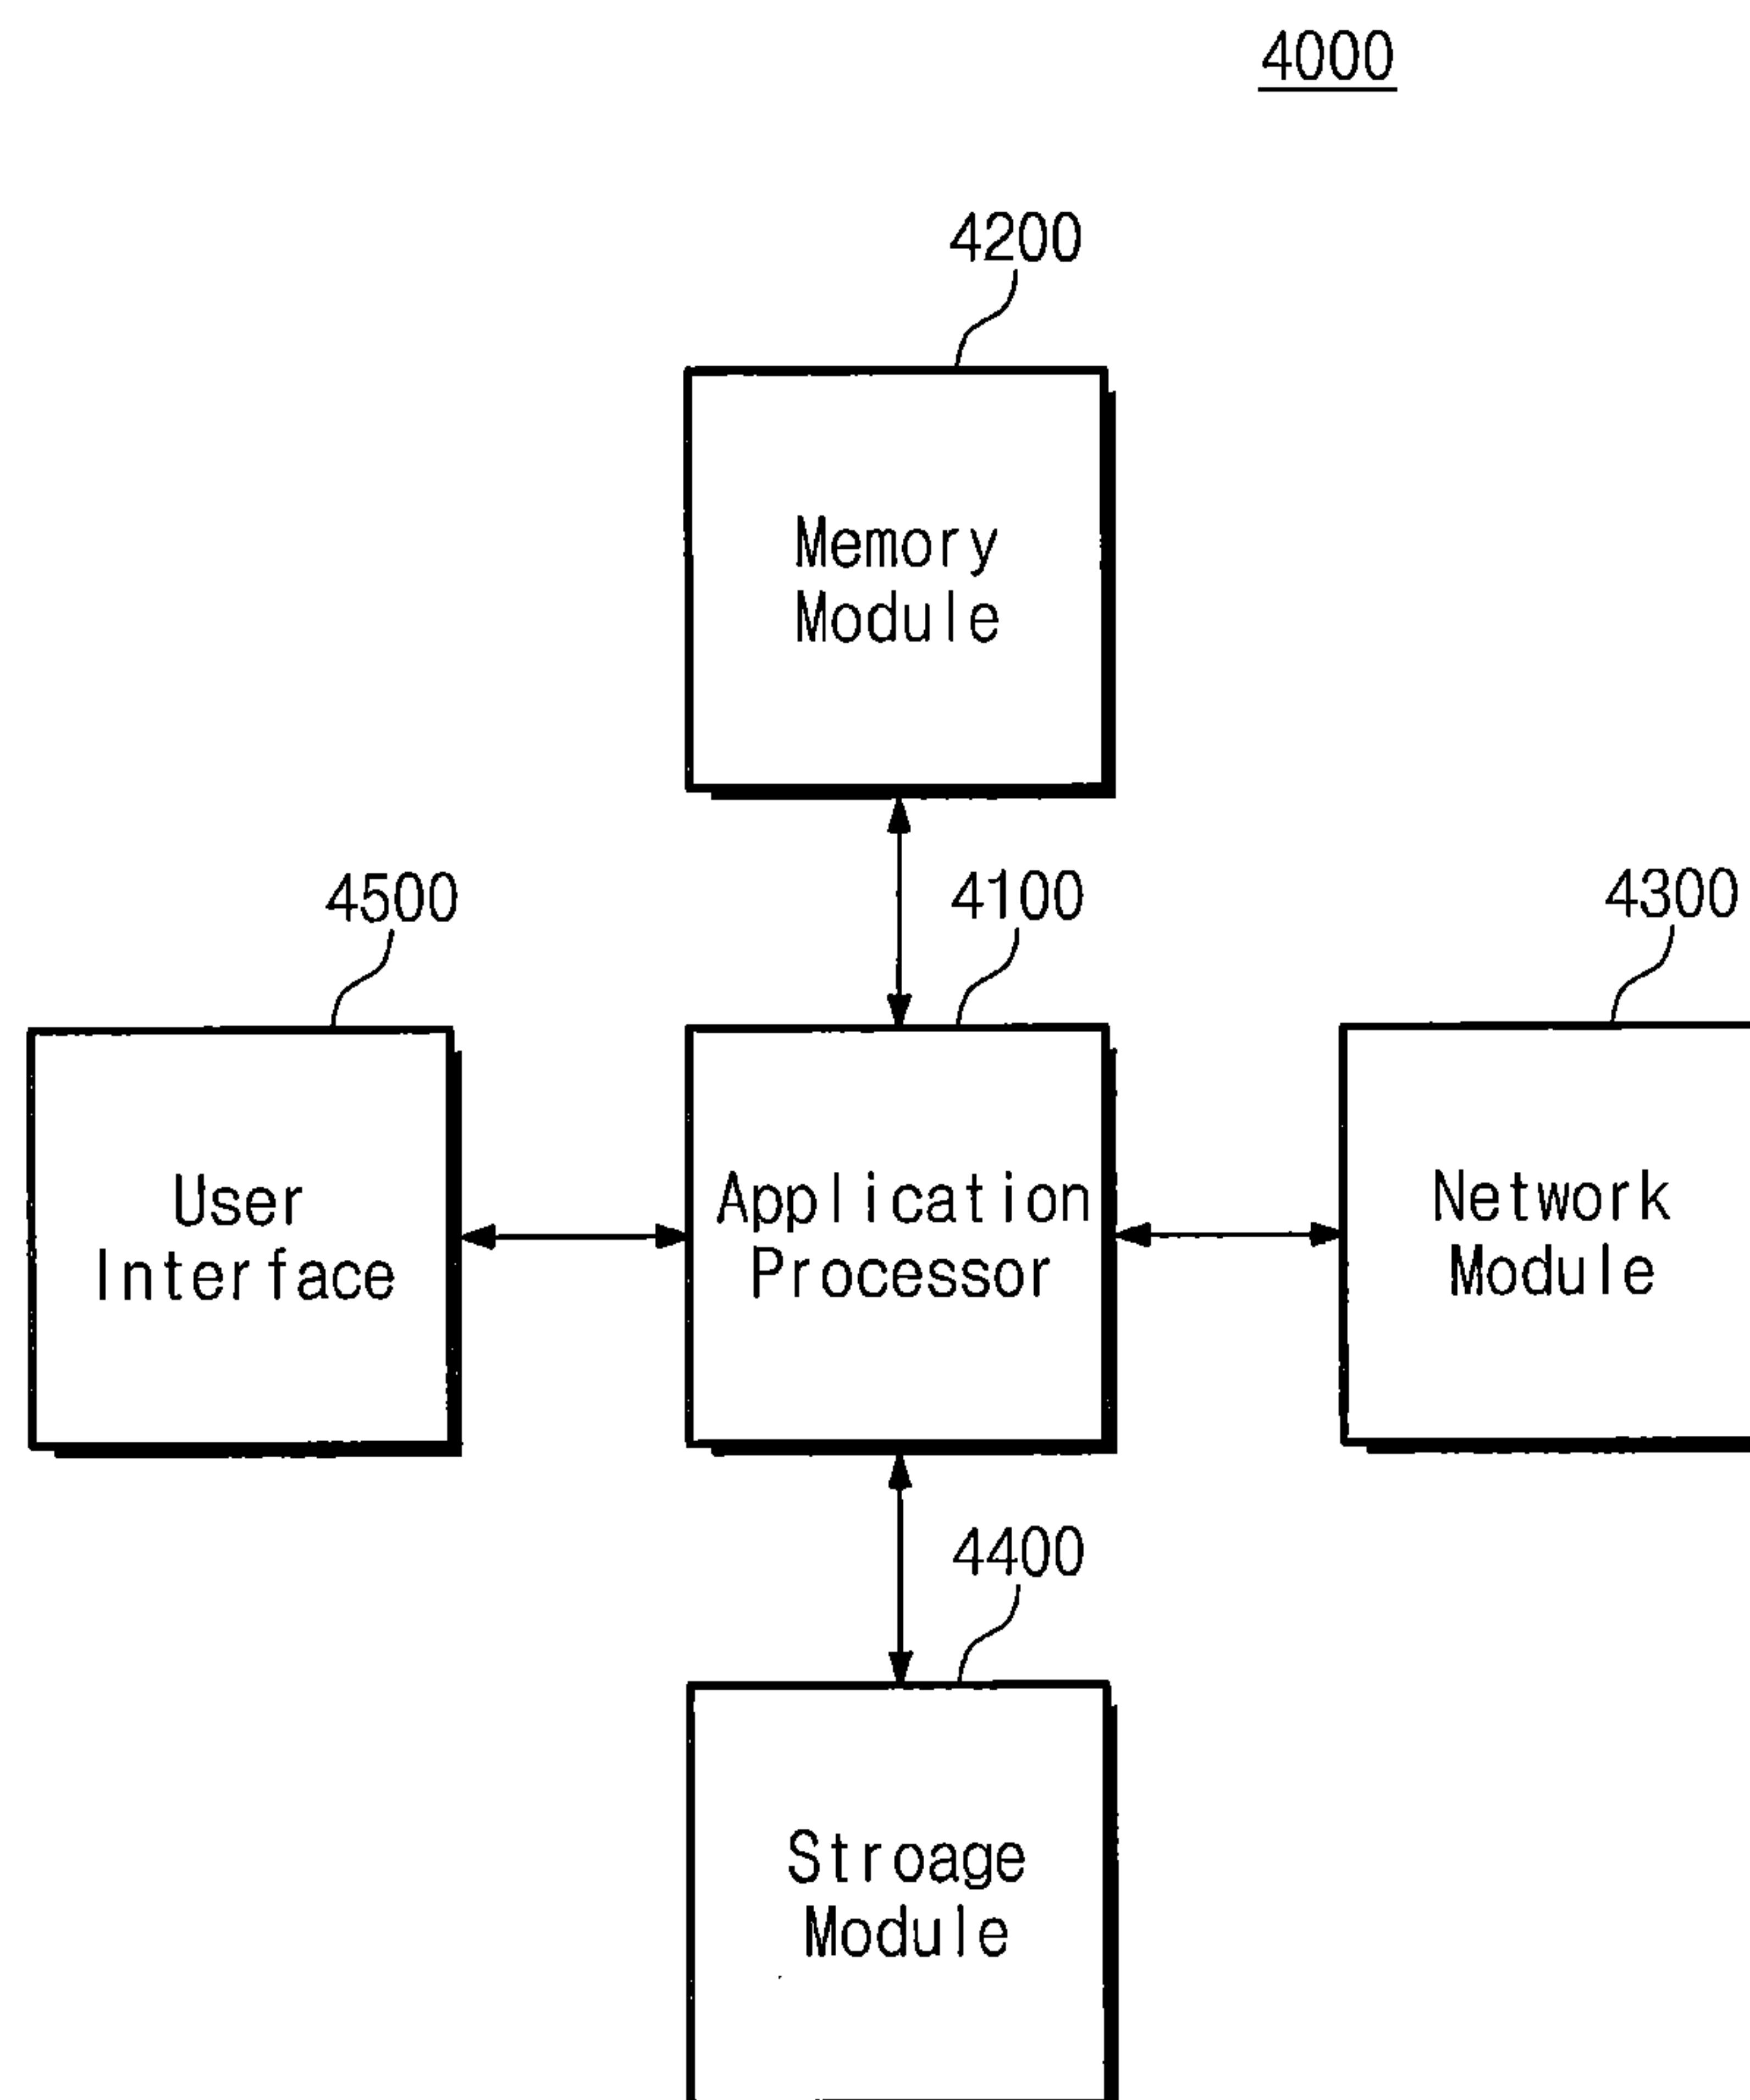 4000
4200
Memory
Module
4500
4100
4300
User
Interface
Application
Processor
Network
Module
4400
Stroage
Module